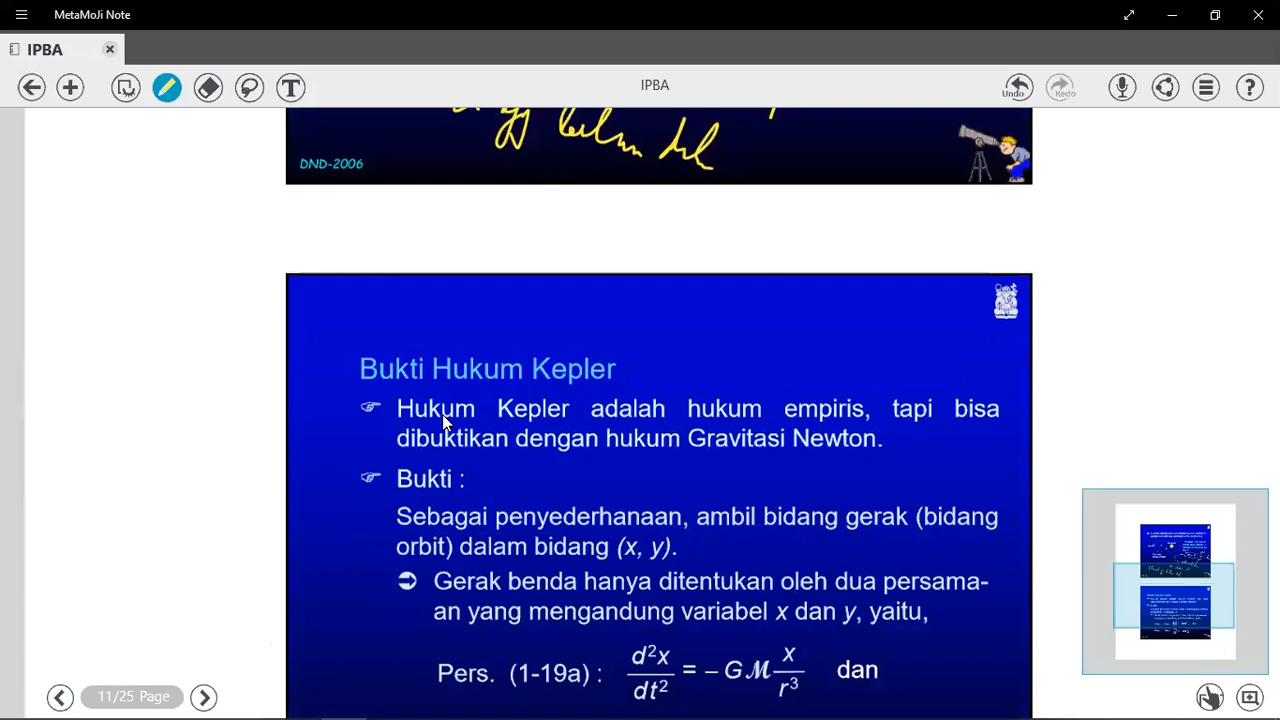 MetaMoJi Note
IPBA
IPBA
Undo
Redo
DND-2006
Bukti Hukum Kepler
Hukum Kepler adalah hukum empiris, tapi bisa
dibuktikan dengan hukum Gravitasi Newton.
Bukti :
Sebagai penyederhanaan, ambil bidang gerak (bidang
orbit) dalam bidang (x, y).
Gerak benda hanya ditentukan oleh dua persama-
an yang mengandung variabel x dan y, yaitu,
Pers. (1-19a) : d²x/dt² = – GM x/r³ dan
11/25 Page